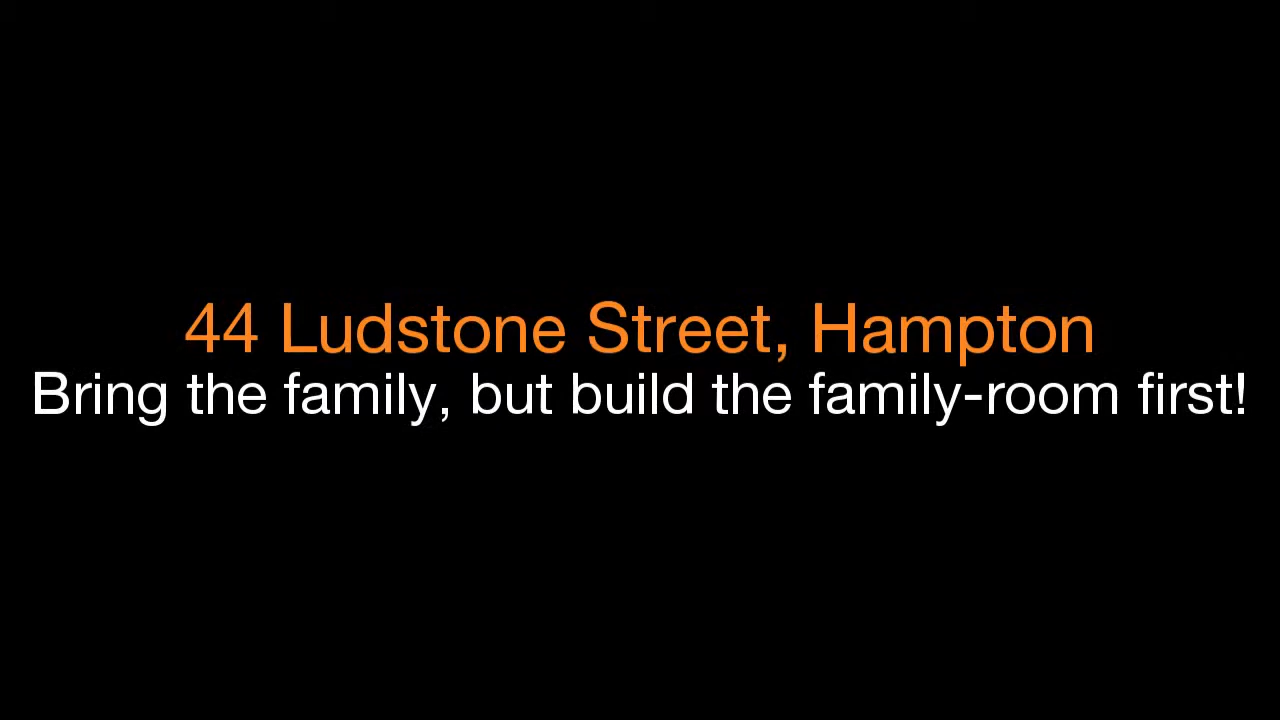 44 Ludstone Street, Hampton
Bring the family, but build the family-room first!